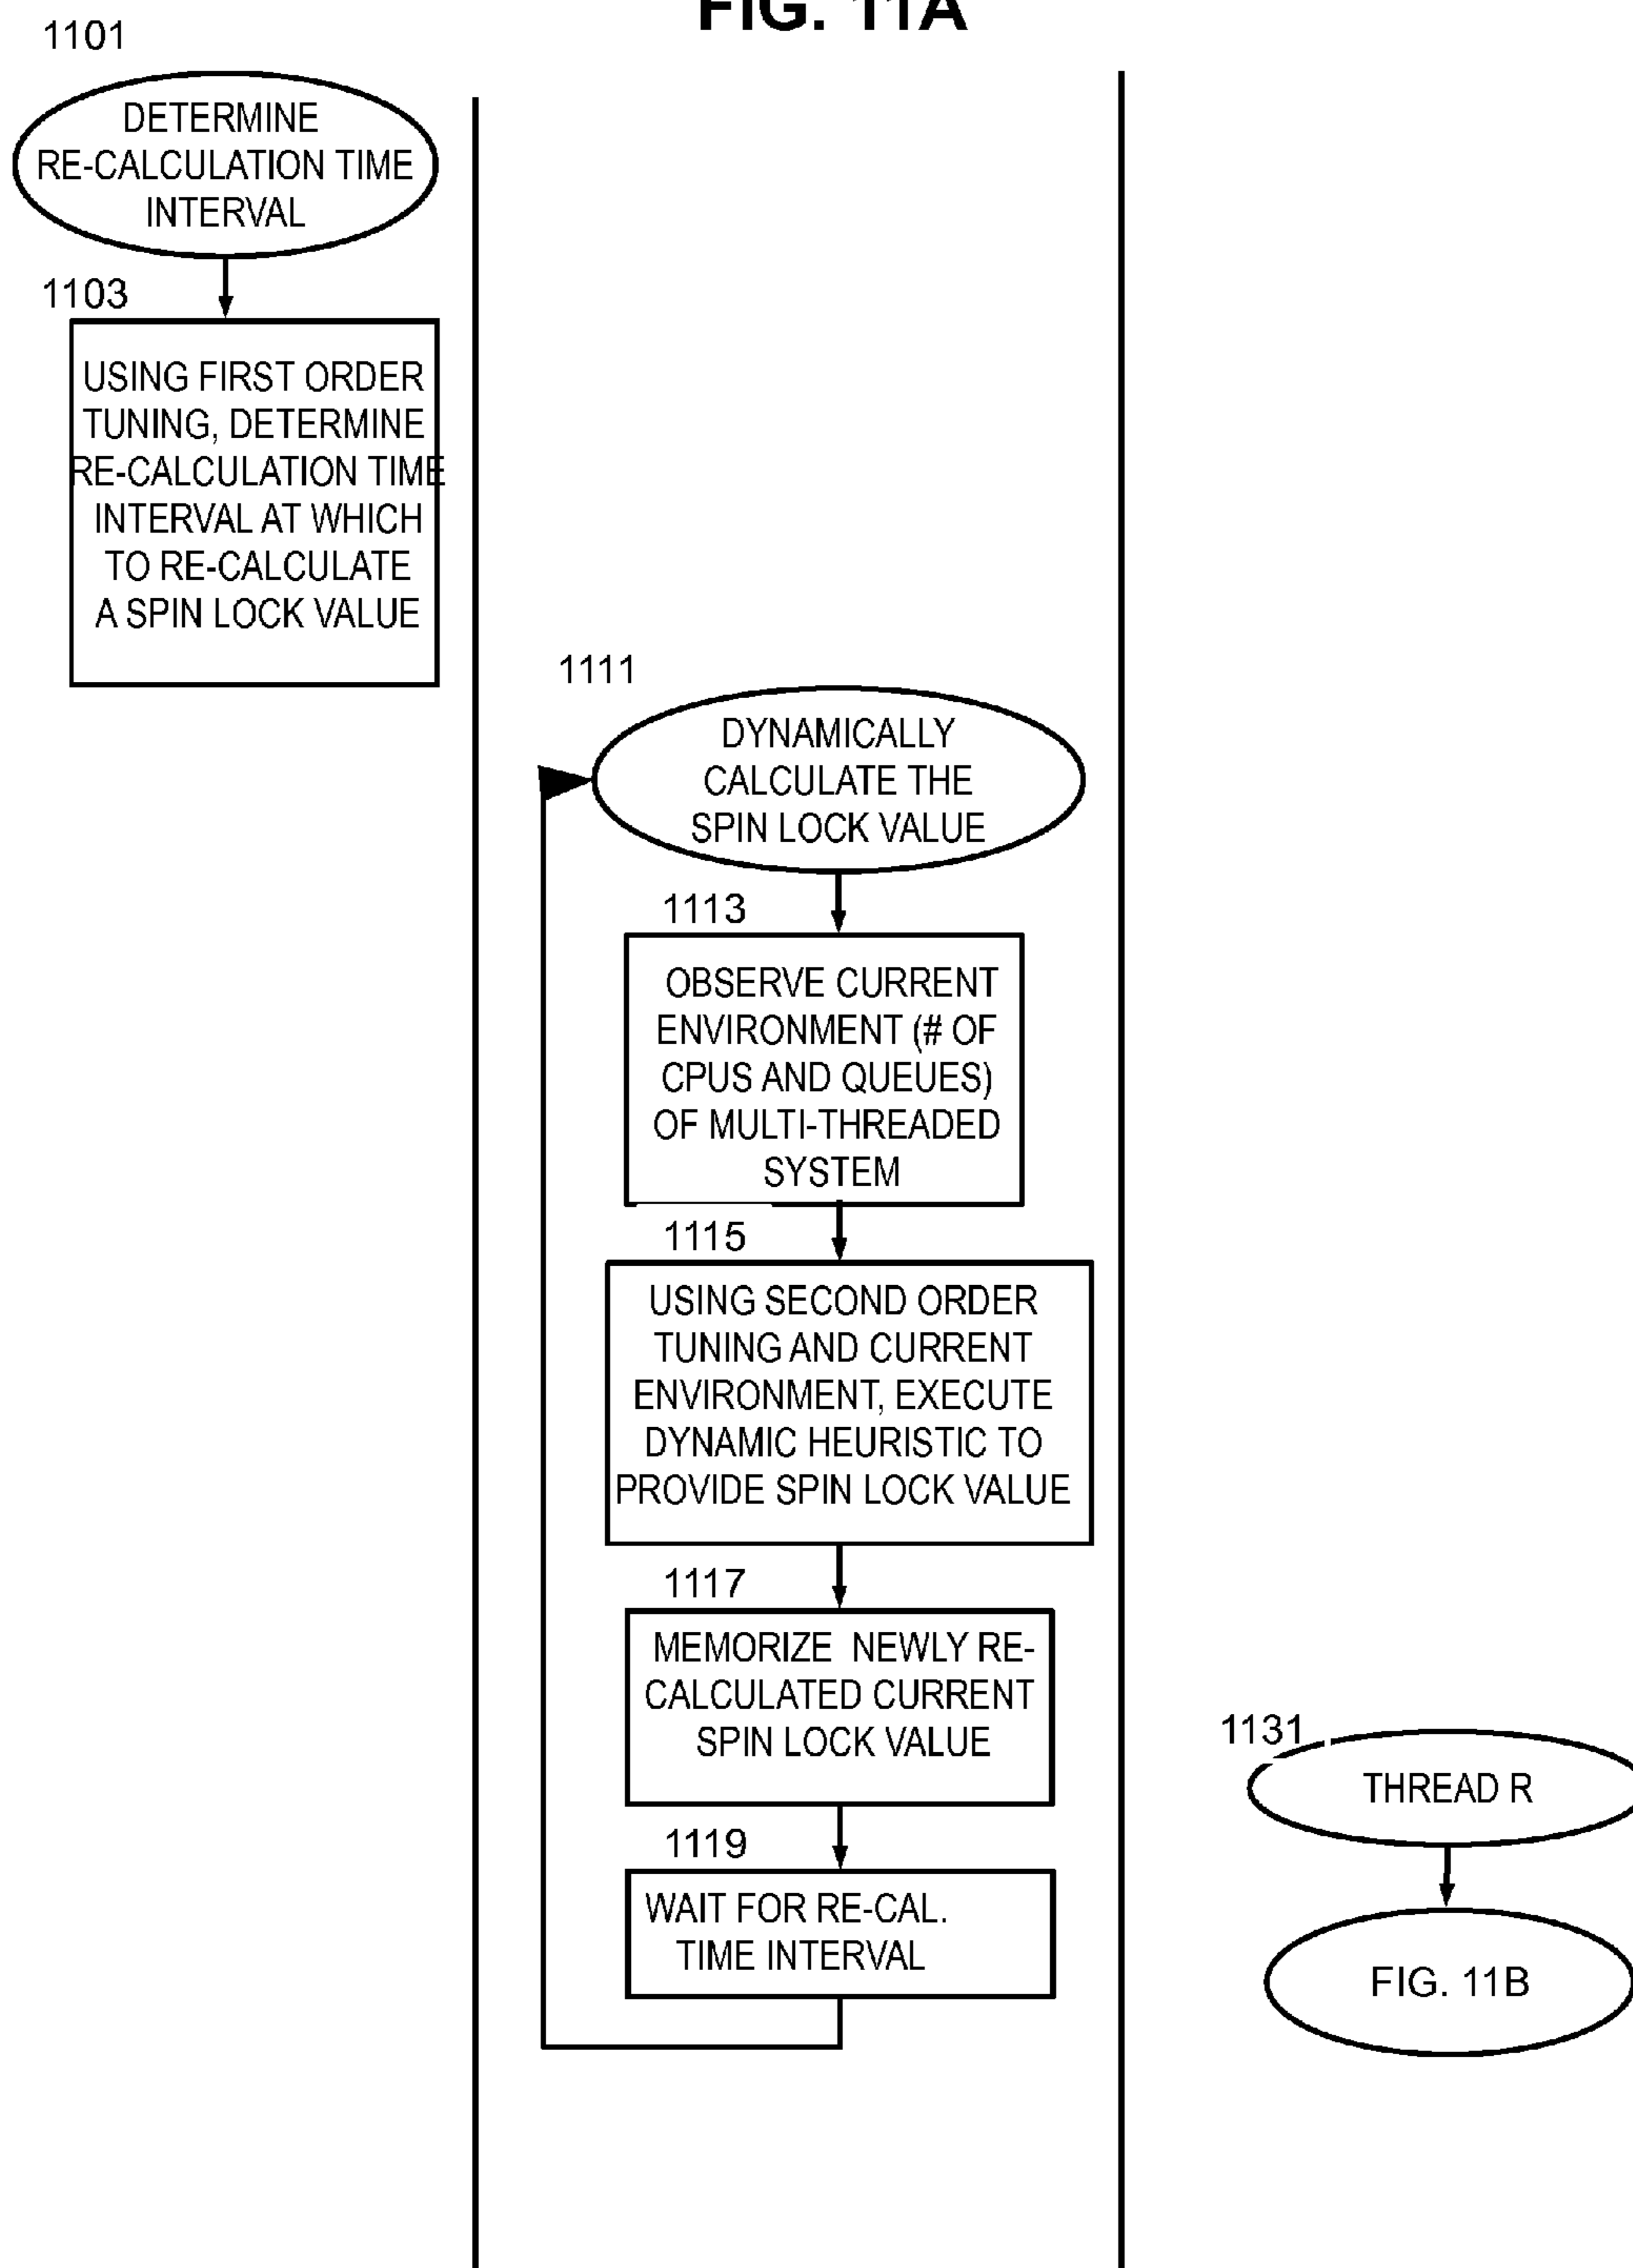 FIG. 11A
1101
DETERMINE
RE-CALCULATION TIME
INTERVAL
1103
USING FIRST ORDER
TUNING, DETERMINE
RE-CALCULATION TIME
INTERVAL AT WHICH
TO RE-CALCULATE
A SPIN LOCK VALUE
1111
DYNAMICALLY
CALCULATE THE
SPIN LOCK VALUE
1113
OBSERVE CURRENT
ENVIRONMENT (# OF
CPUS AND QUEUES)
OF MULTI-THREADED
SYSTEM
1115
USING SECOND ORDER
TUNING AND CURRENT
ENVIRONMENT, EXECUTE
DYNAMIC HEURISTIC TO
PROVIDE SPIN LOCK VALUE
1117
MEMORIZE NEWLY RE-
CALCULATED CURRENT
SPIN LOCK VALUE
1119
WAIT FOR RE-CAL.
TIME INTERVAL
1131
THREAD R
FIG. 11B